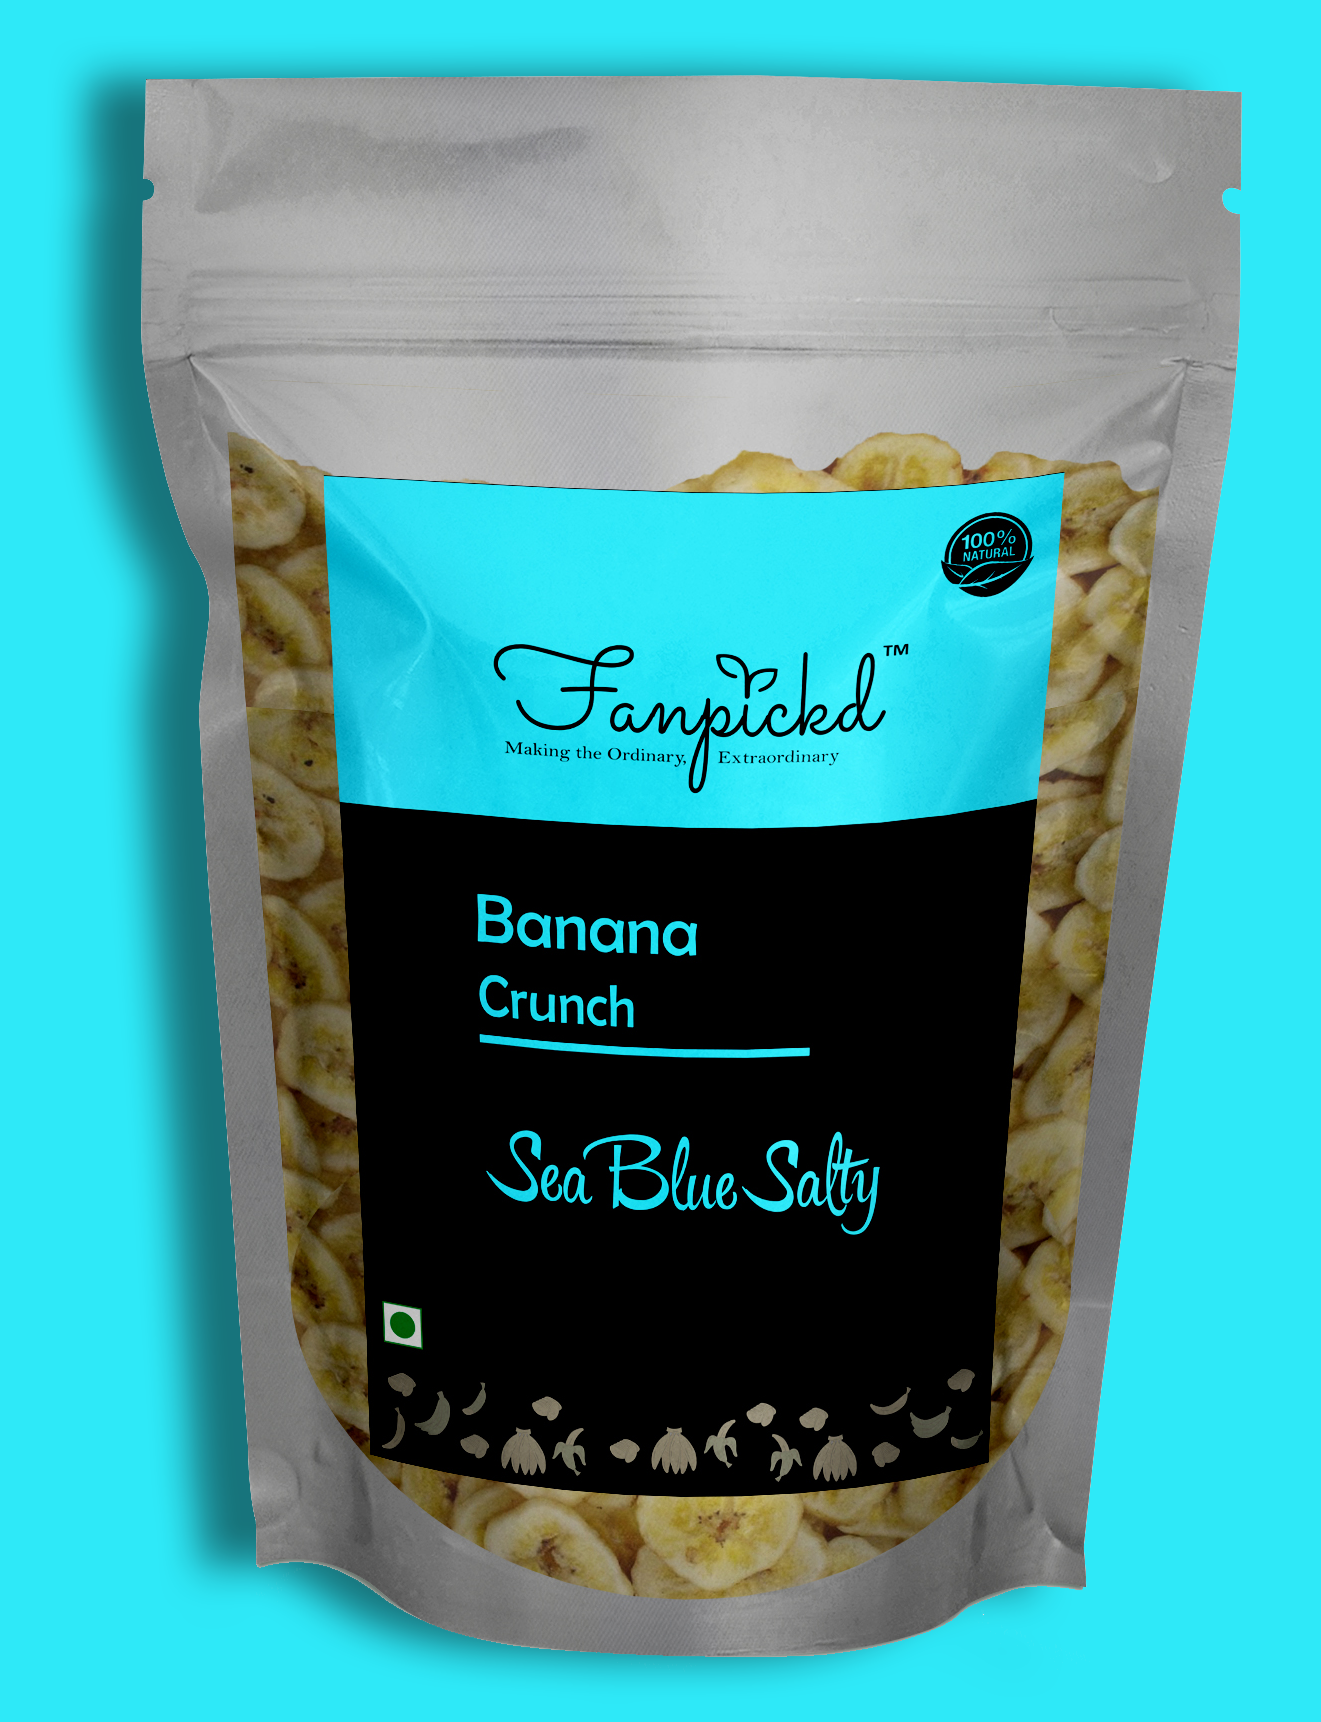 100%
NATURAL
Fanpickd™
Making the Ordinary, Extraordinary
Banana
Crunch
Sea Blue Salty